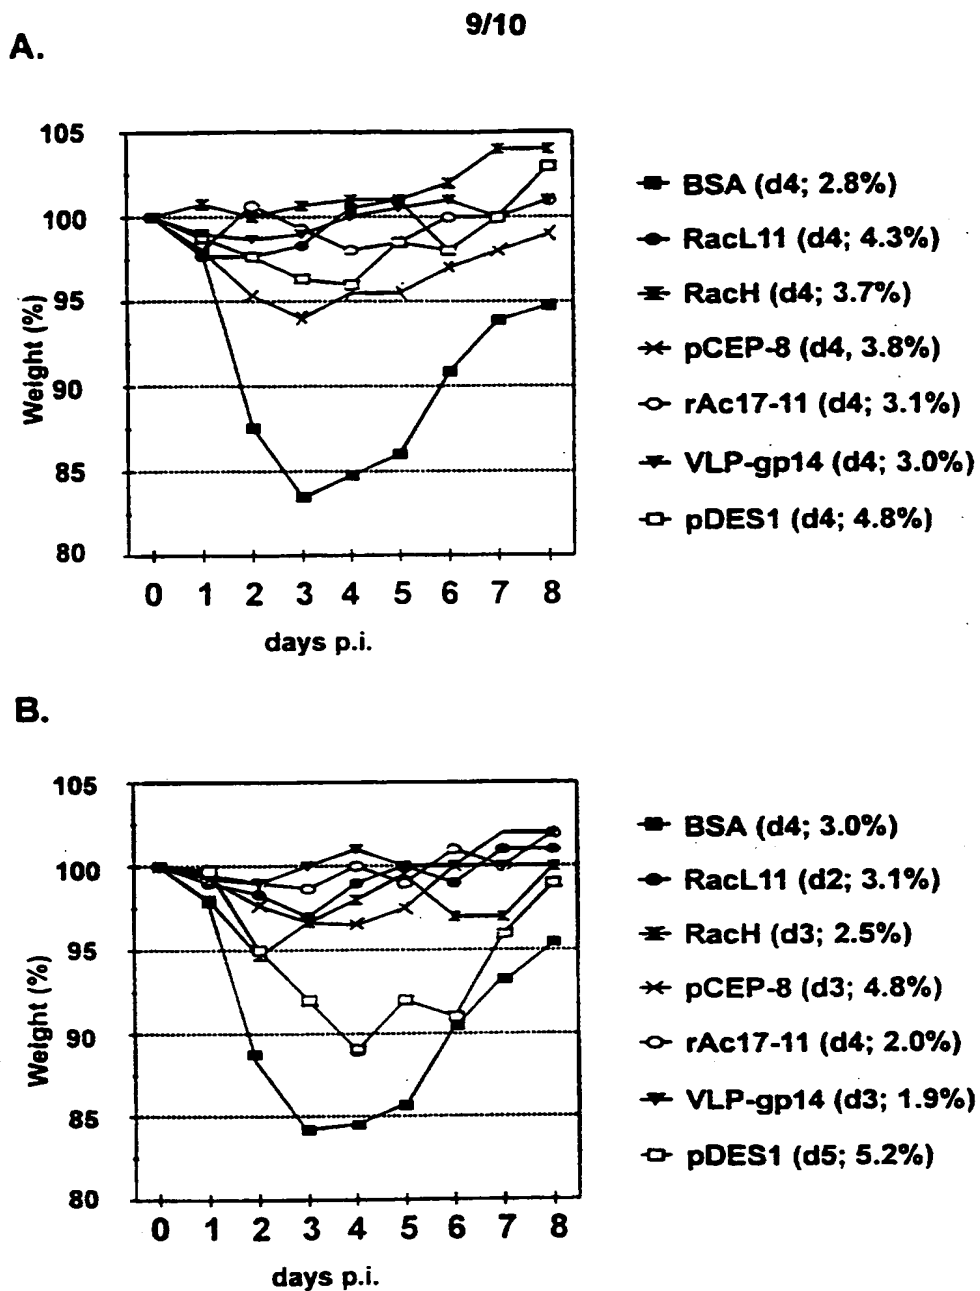 9/10
A.
105
100
95
90
85
80
Weight (%)
0 1 2 3 4 5 6 7 8
days p.i.
BSA (d4; 2.8%)
RacL11 (d4; 4.3%)
RacH (d4; 3.7%)
pCEP-8 (d4, 3.8%)
rAc17-11 (d4; 3.1%)
VLP-gp14 (d4; 3.0%)
pDES1 (d4; 4.8%)
B.
105
100
95
90
85
80
Weight (%)
0 1 2 3 4 5 6 7 8
days p.i.
BSA (d4; 3.0%)
RacL11 (d2; 3.1%)
RacH (d3; 2.5%)
pCEP-8 (d3; 4.8%)
rAc17-11 (d4; 2.0%)
VLP-gp14 (d3; 1.9%)
pDES1 (d5; 5.2%)